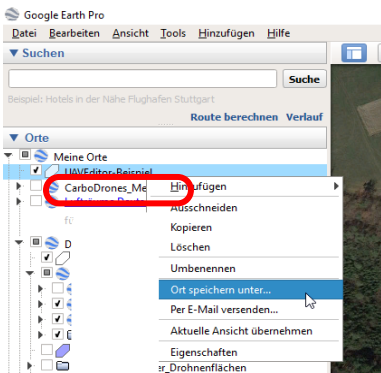 Google Earth Pro
Datei Bearbeiten Ansicht Tools Hinzufügen Hilfe
Suchen
Suche
Beispiel: Hotels in der Nähe Flughafen Stuttgart
Route berechnen Verlauf
Orte
Meine Orte
UAVEditor-Beispiel
CarboDrones_Me
Hinzufügen
Ausschneiden
Kopieren
Löschen
Umbenennen
D
Ort speichern unter...
Per E-Mail versenden...
Aktuelle Ansicht übernehmen
Eigenschaften
er_Drohnenflächen